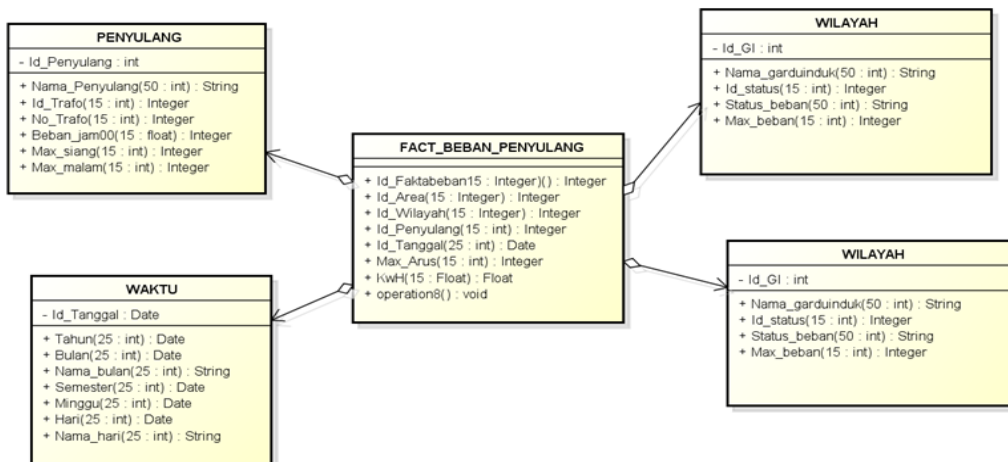 PENYULANG
- Id_Penyulang : int
+ Nama_Penyulang(50 : int) : String
+ Id_Trafo(15 : int) : Integer
+ No_Trafo(15 : int) : Integer
+ Beban_jam00(15 : float) : Integer
+ Max_siang(15 : int) : Integer
+ Max_malam(15 : int) : Integer
WILAYAH
- Id_GI : int
+ Nama_garduinduk(50 : int) : String
+ Id_status(15 : int) : Integer
+ Status_beban(50 : int) : String
+ Max_beban(15 : int) : Integer
FACT_BEBAN_PENYULANG
+ Id_Faktabeban15 : Integer)() : Integer
+ Id_Area(15 : Integer) : Integer
+ Id_Wilayah(15 : Integer) : Integer
+ Id_Penyulang(15 : int) : Integer
+ Id_Tanggal(25 : int) : Date
+ Max_Arus(15 : int) : Integer
+ KwH(15 : Float) : Float
+ operation8() : void
WAKTU
- Id_Tanggal : Date
+ Tahun(25 : int) : Date
+ Bulan(25 : int) : Date
+ Nama_bulan(25 : int) : String
+ Semester(25 : int) : Date
+ Minggu(25 : int) : Date
+ Hari(25 : int) : Date
+ Nama_hari(25 : int) : String
WILAYAH
- Id_GI : int
+ Nama_garduinduk(50 : int) : String
+ Id_status(15 : int) : Integer
+ Status_beban(50 : int) : String
+ Max_beban(15 : int) : Integer